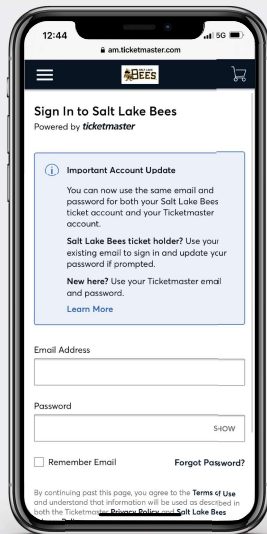 12:44
5G
am.ticketmaster.com
SALT LAKE
BEES
Sign In to Salt Lake Bees
Powered by ticketmaster
Important Account Update
You can now use the same email and
password for both your Salt Lake Bees
ticket account and your Ticketmaster
account.
Salt Lake Bees ticket holder? Use your
existing email to sign in and update your
password if prompted.
New here? Use your Ticketmaster email
and password.
Learn More
Email Address
Password
SHOW
Remember Email
Forgot Password?
By continuing past this page, you agree to the Terms of Use
and understand that information will be used as described in
both the Ticketmaster Privacy Policy and Salt Lake Bees